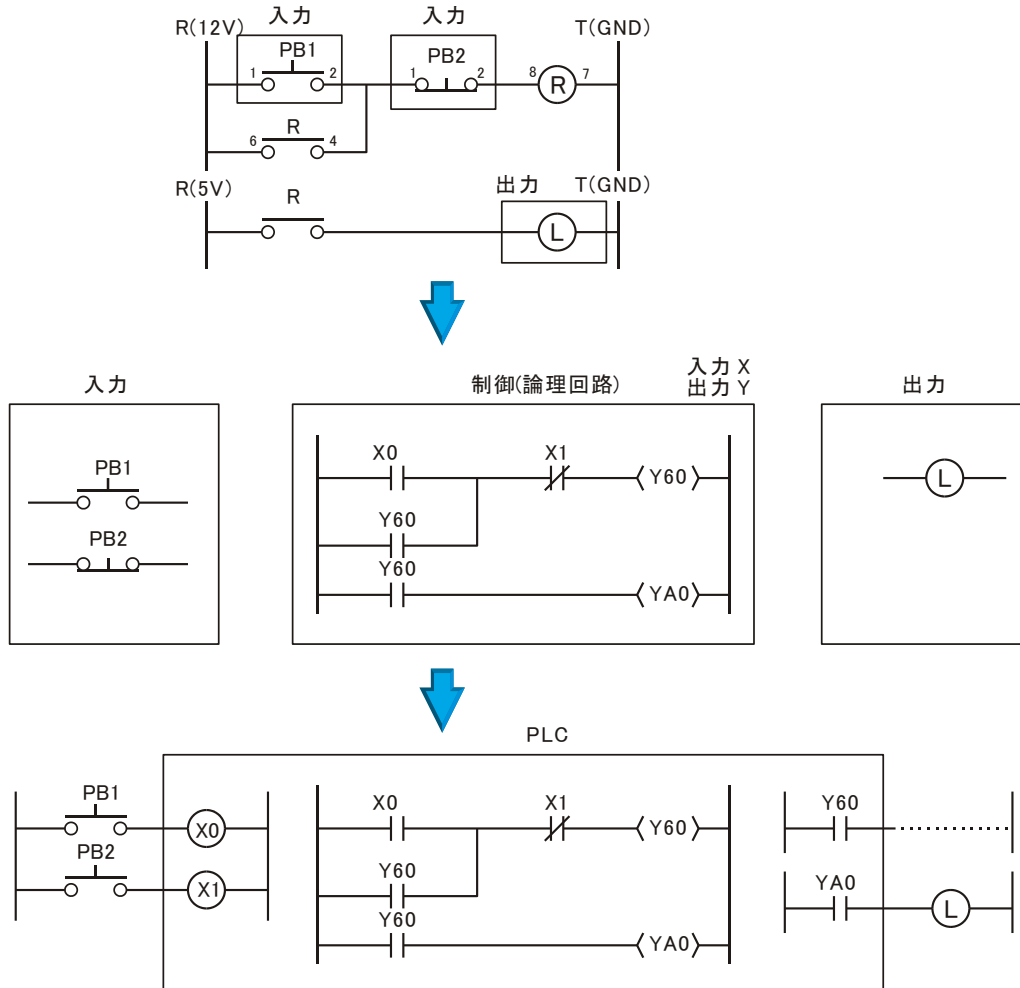 入力
入力
R(12V)
T(GND)
PB1
PB2
1
2
1
2
8
R
7
R
6
4
R(5V)
出力
T(GND)
R
L
入力
制御(論理回路)
入力 X
出力 Y
出力
PB1
PB2
X0
X1
Y60
Y60
Y60
YA0
L
PLC
PB1
X0
PB2
X1
X0
X1
Y60
Y60
Y60
YA0
Y60
YA0
L